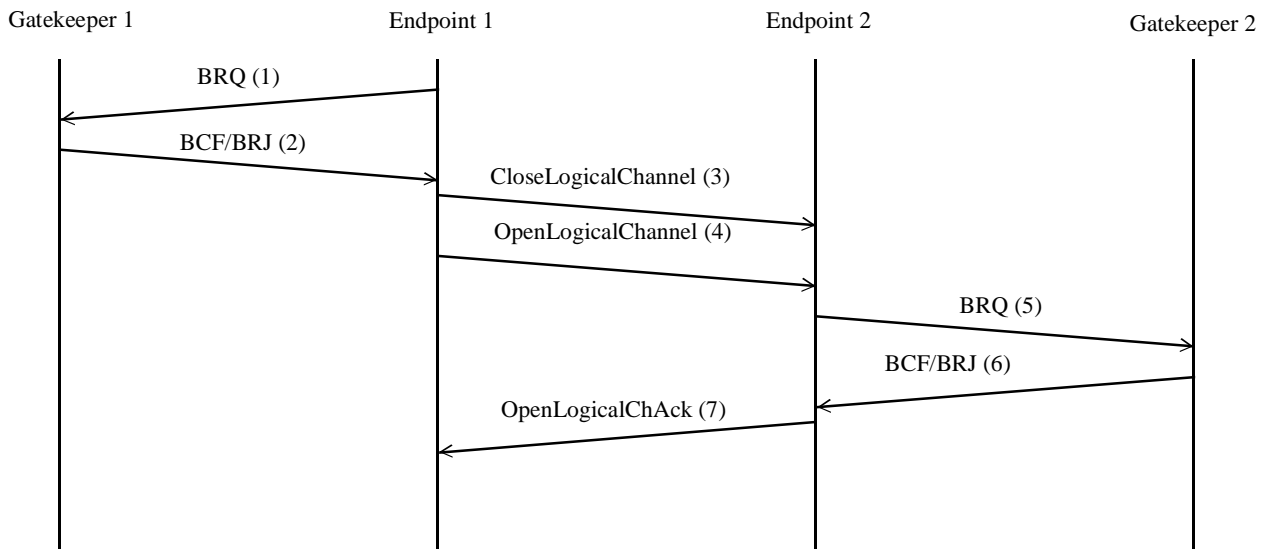 Gatekeeper 1
Endpoint 1
Endpoint 2
Gatekeeper 2
BRQ (1)
BCF/BRJ (2)
CloseLogicalChannel (3)
OpenLogicalChannel (4)
BRQ (5)
BCF/BRJ (6)
OpenLogicalChAck (7)